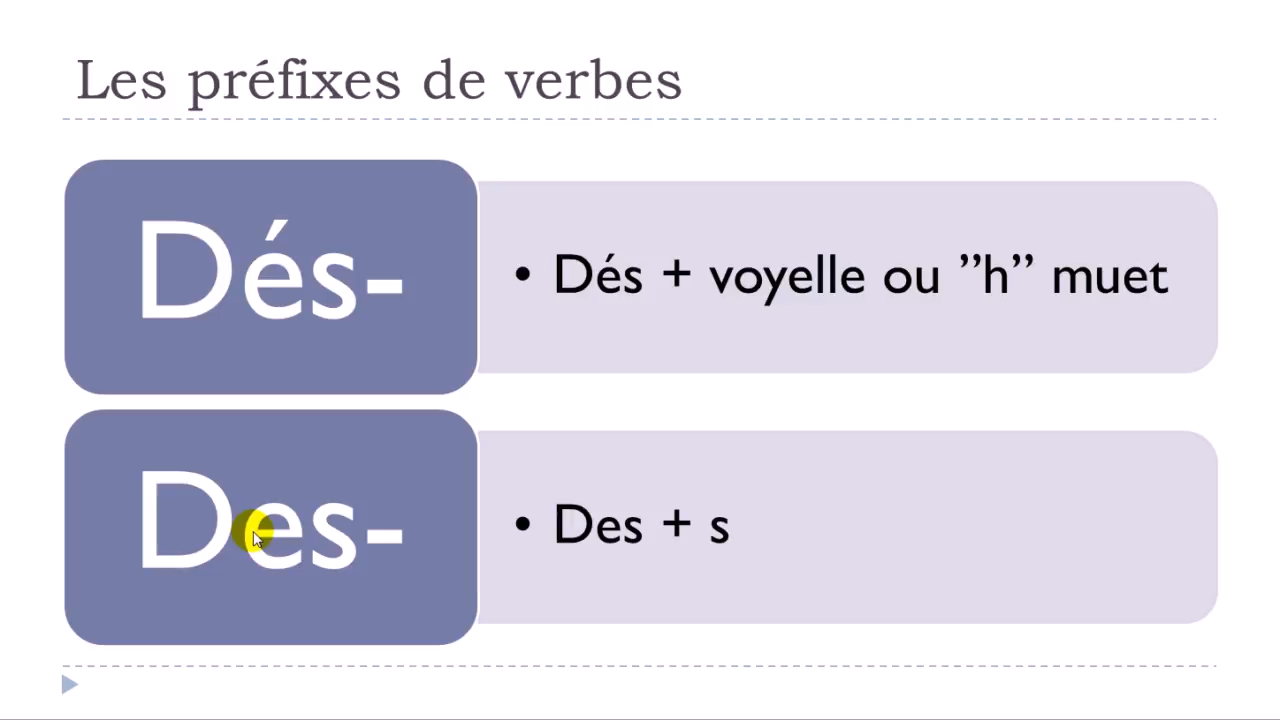 Les préfixes de verbes
Dés-
• Dés + voyelle ou ”h” muet
Des-
• Des + s